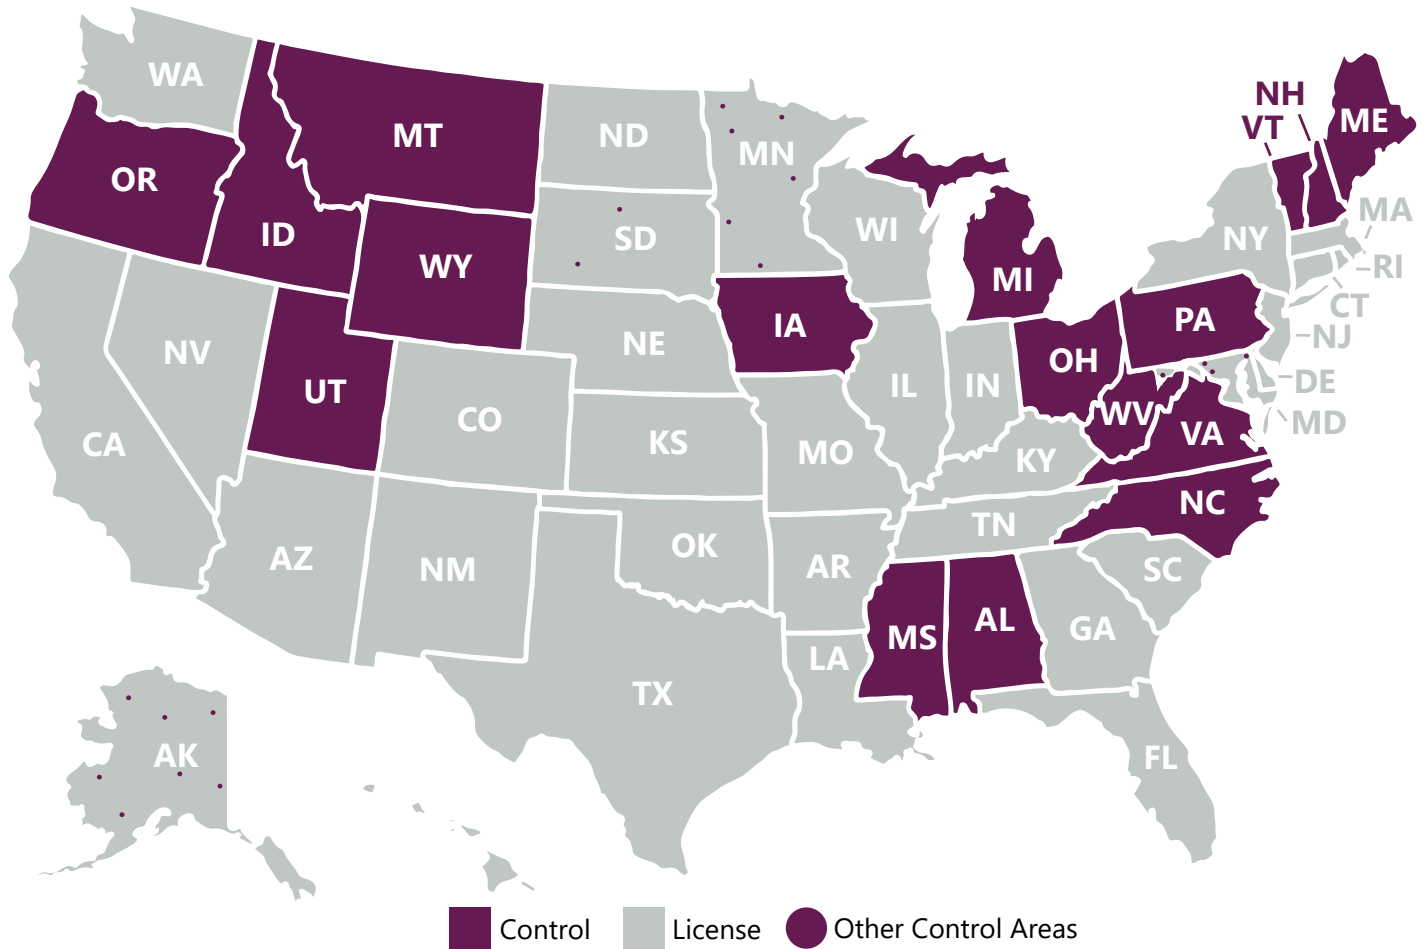 WA
NH
VT
ME
MT
ND
MN
OR
MA
ID
SD
WI
NY
WY
RI
MI
CT
IA
PA
NJ
NV
NE
OH
UT
IL
IN
DE
CO
WV
MD
CA
KS
MO
KY
VA
NC
AZ
NM
OK
TN
AR
SC
MS
AL
GA
LA
TX
AK
FL
Control
License
Other Control Areas